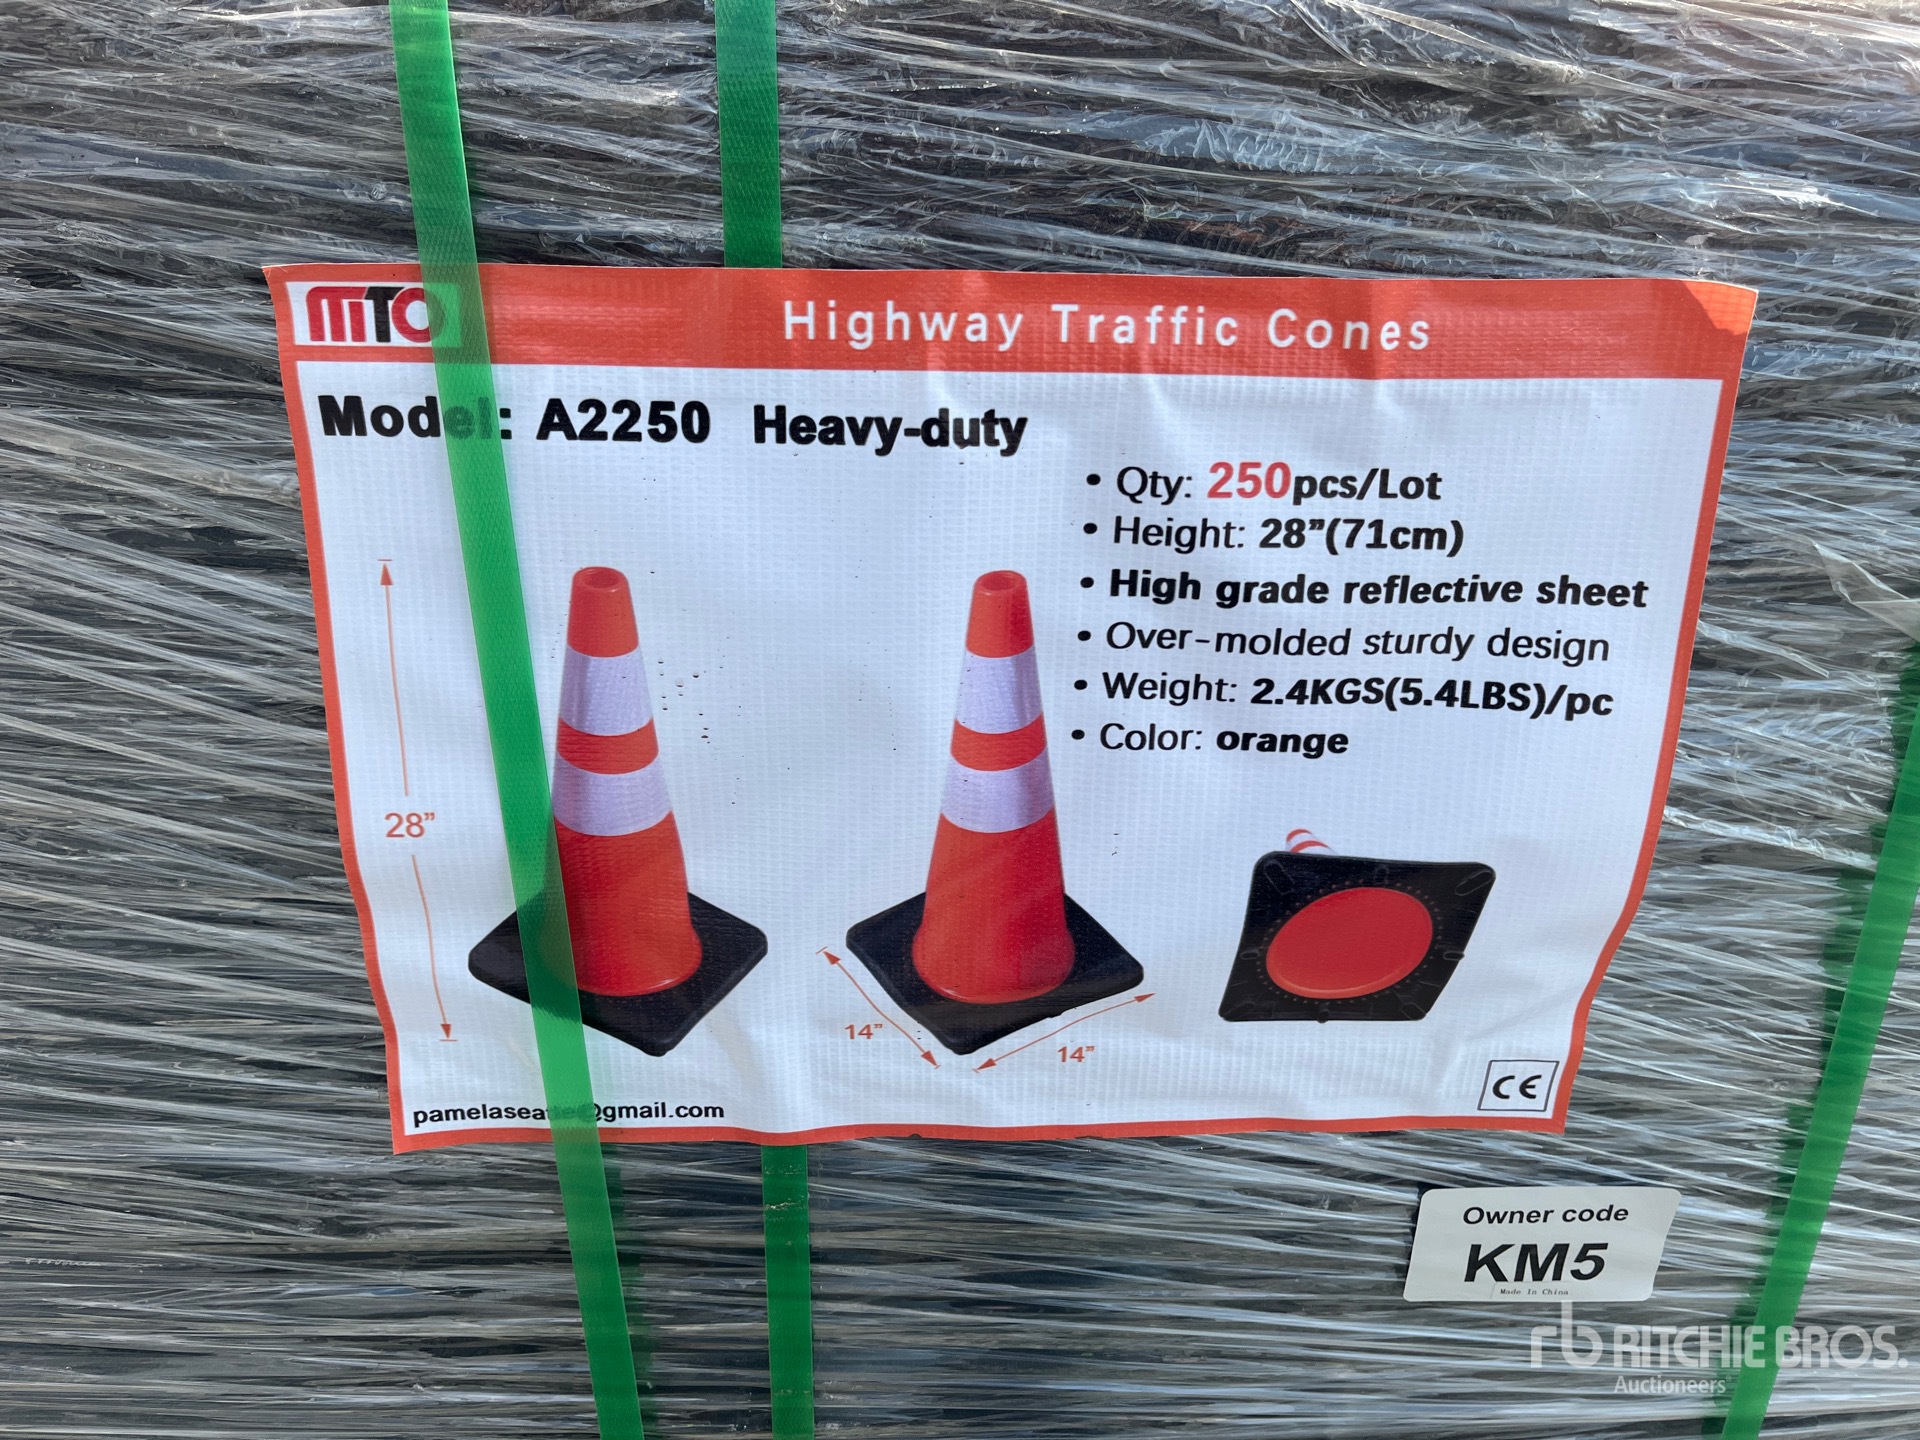 MTO
Highway Traffic Cones
Model: A2250 Heavy-duty
• Qty: 250pcs/Lot
• Height: 28”(71cm)
• High grade reflective sheet
• Over-molded sturdy design
• Weight: 2.4KGS(5.4LBS)/pc
• Color: orange
28”
14”
14”
CE
Owner code
KM5
Made In China
rb RITCHIE BROS.
Auctioneers